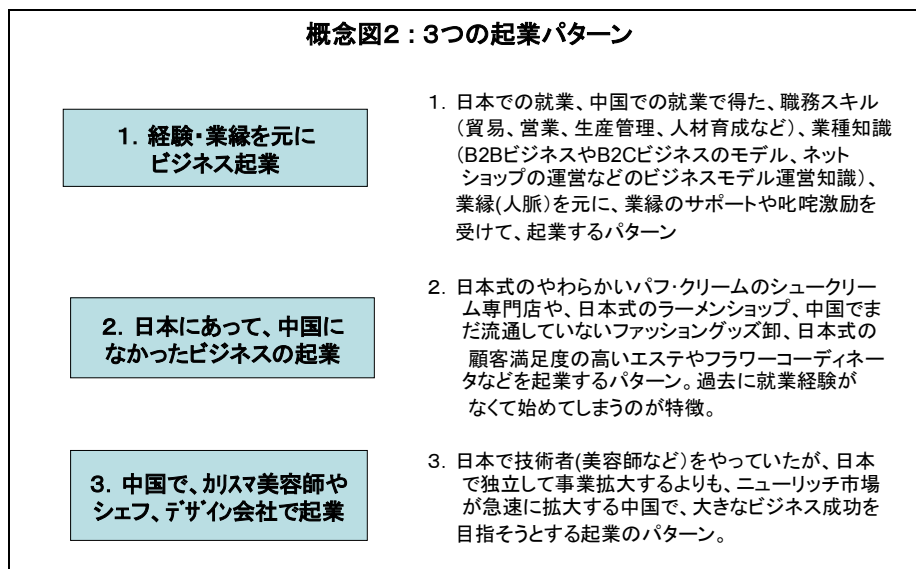 概念図2：3つの起業パターン
1．経験・業縁を元に
ビジネス起業
1．日本での就業、中国での就業で得た、職務スキル
（貿易、営業、生産管理、人材育成など）、業種知識
（B2BビジネスやB2Cビジネスのモデル、ネット
ショップの運営などのビジネスモデル運営知識）、
業縁(人脈）を元に、業縁のサポートや叱咤激励を
受けて、起業するパターン
2．日本にあって、中国に
なかったビジネスの起業
2．日本式のやわらかいパフ・クリームのシュークリー
ム専門店や、日本式のラーメンショップ、中国でま
だ流通していないファッショングッズ卸、日本式の
顧客満足度の高いエステやフラワーコーディネー
タなどを起業するパターン。過去に就業経験が
なくて始めてしまうのが特徴。
3．中国で、カリスマ美容師や
シェフ、デザイン会社で起業
3．日本で技術者(美容師など）をやっていたが、日本
で独立して事業拡大するよりも、ニューリッチ市場
が急速に拡大する中国で、大きなビジネス成功を
目指そうとする起業のパターン。